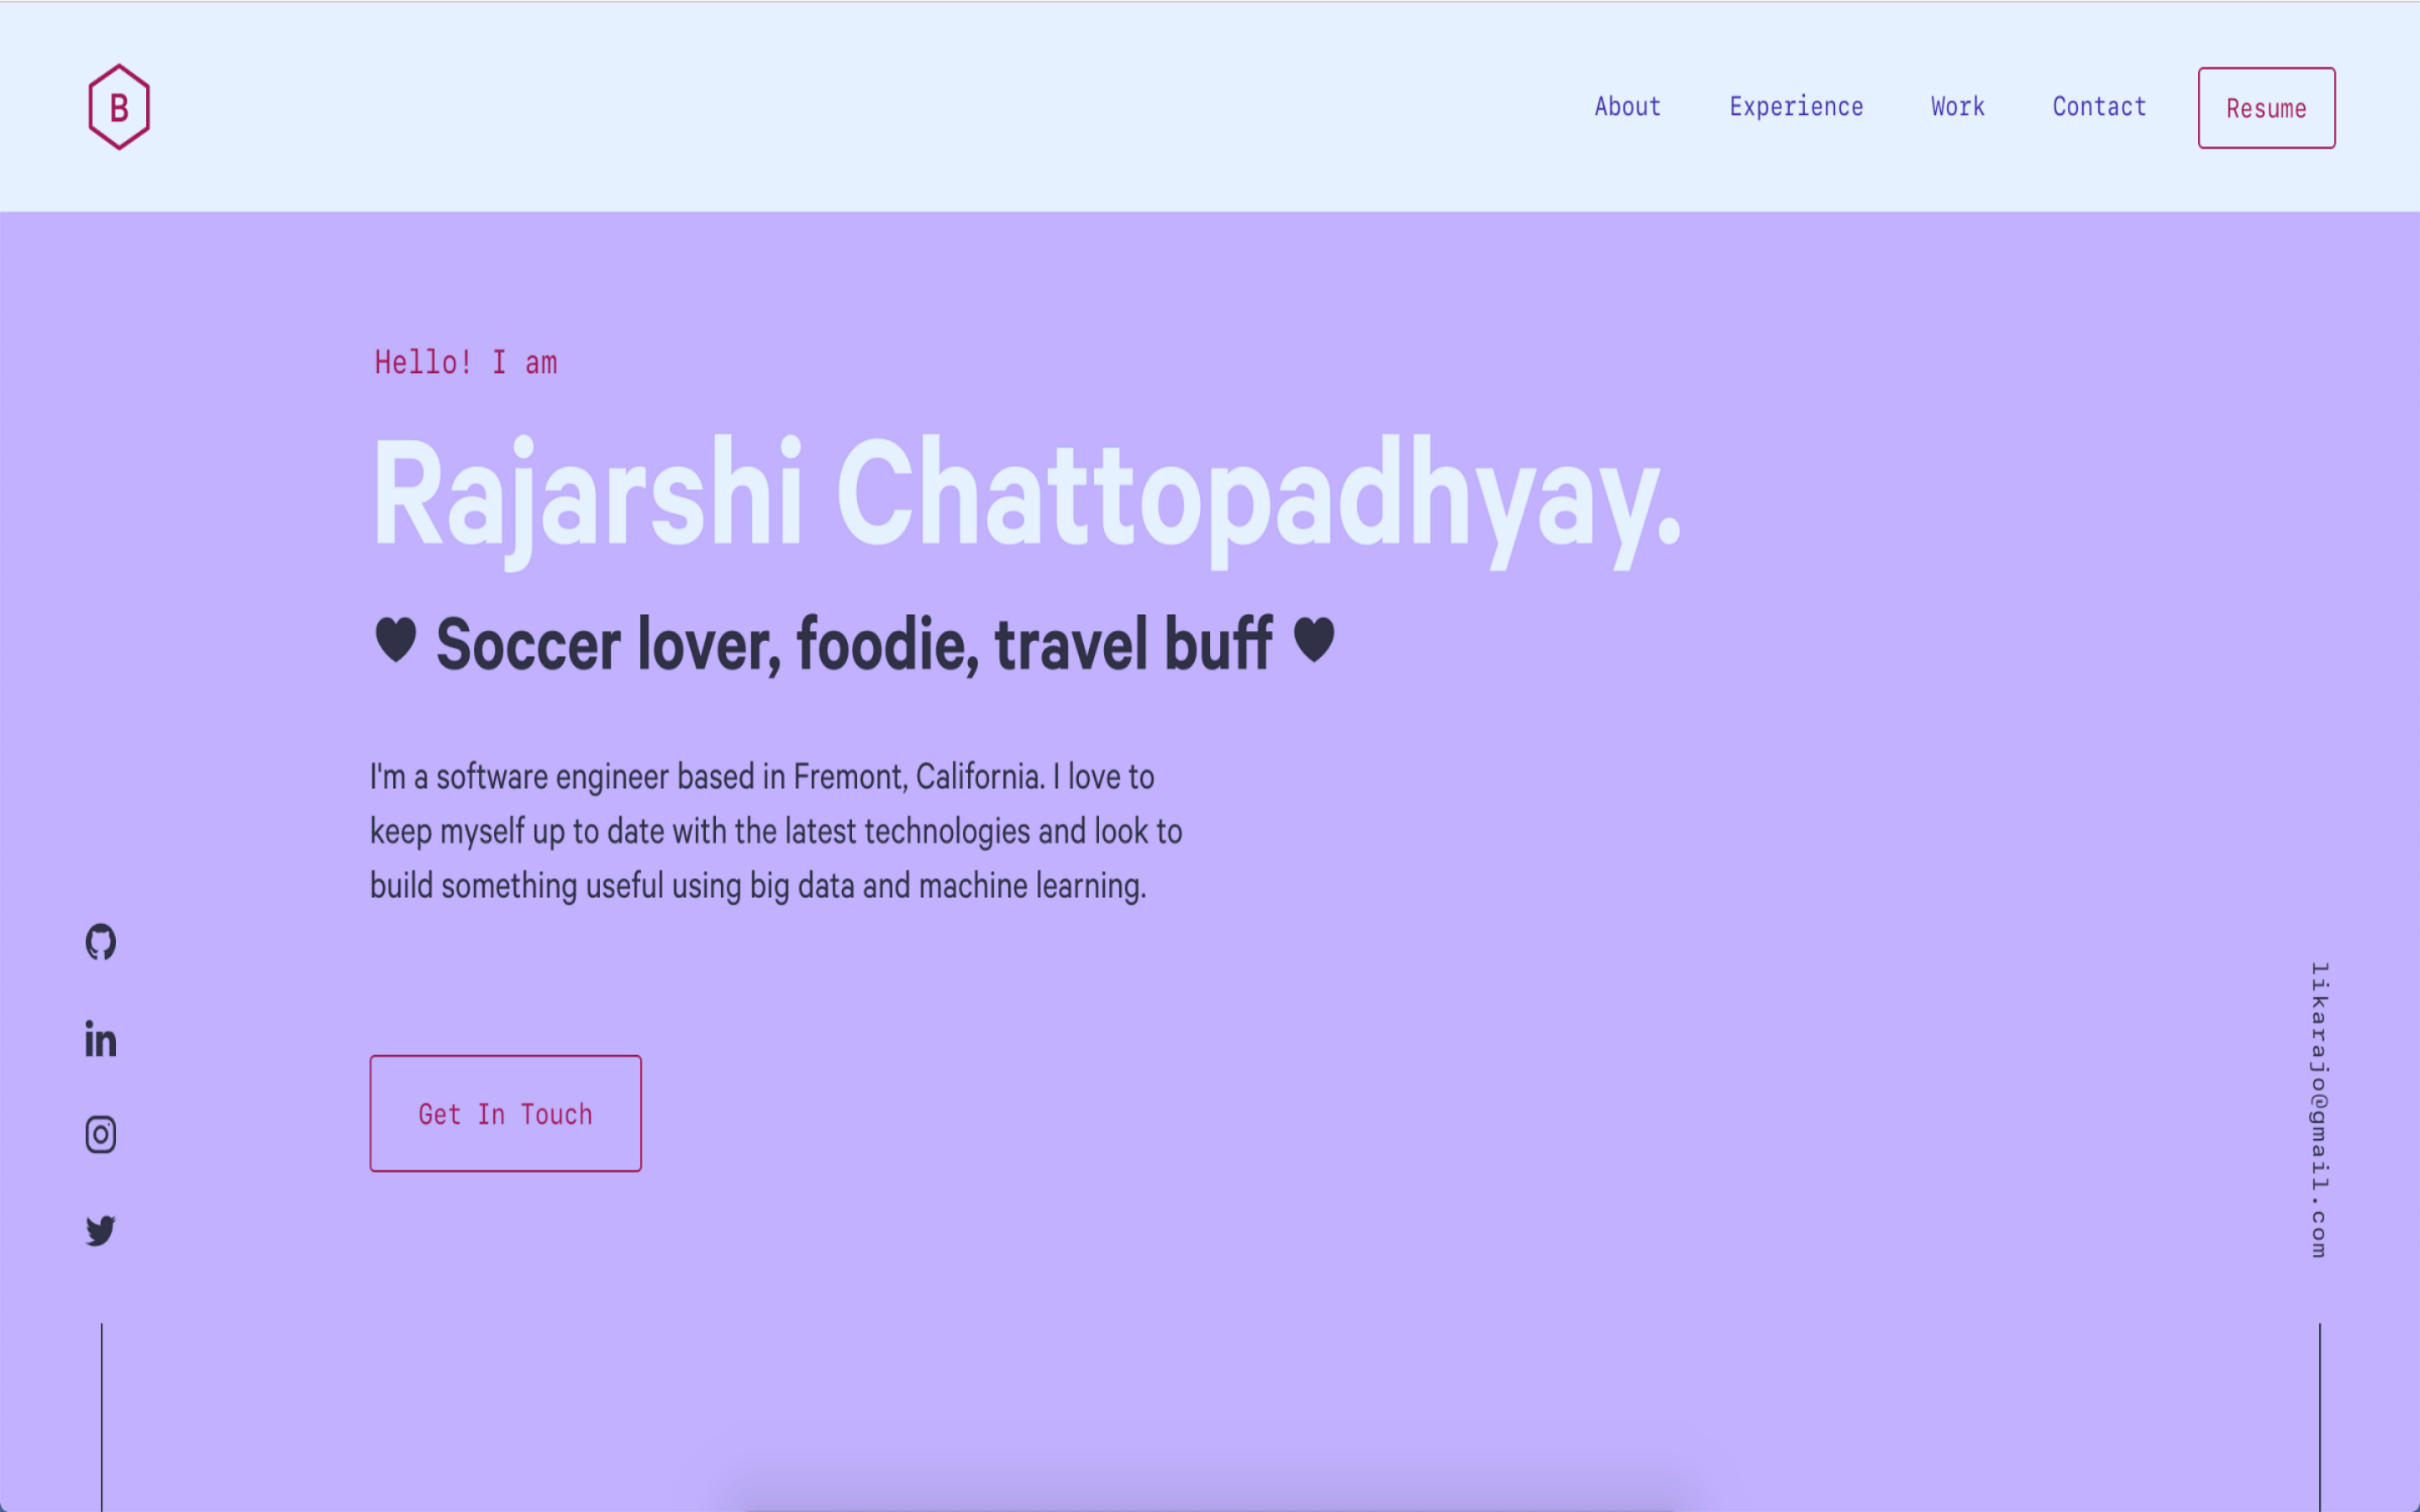 B
About Experience Work Contact Resume
Hello! I am
Rajarshi Chattopadhyay.
♥ Soccer lover, foodie, travel buff ♥
I'm a software engineer based in Fremont, California. I love to
keep myself up to date with the latest technologies and look to
build something useful using big data and machine learning.
in
Get In Touch
likarajo@gmail.com